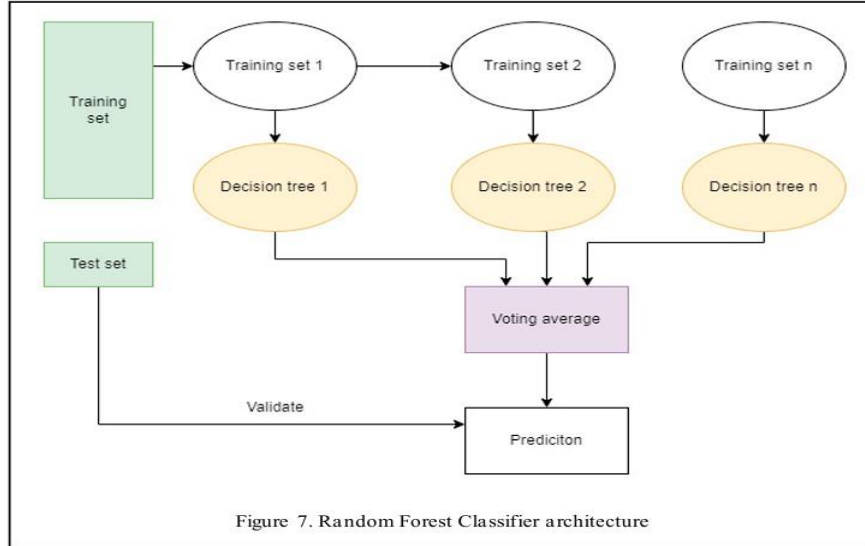 Training
set
Training set 1
Training set 2
Training set n
Decision tree 1
Decision tree 2
Decision tree n
Test set
Voting average
Validate
Prediciton
Figure 7. Random Forest Classifier architecture